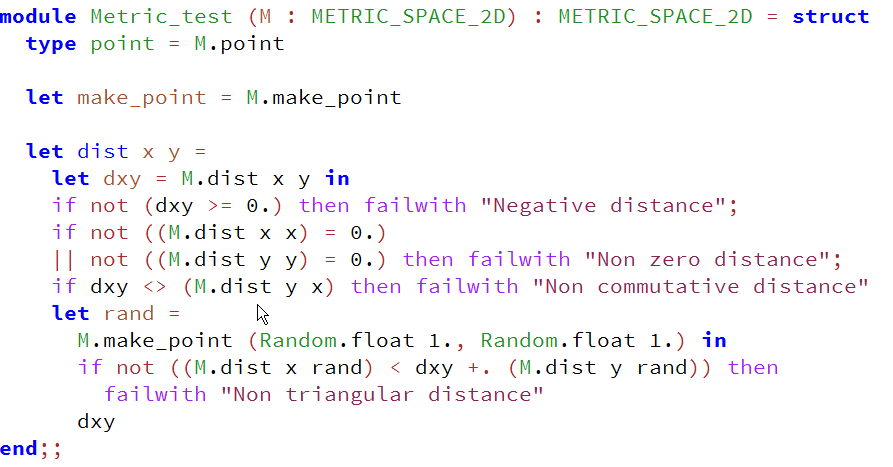 module Metric_test (M : METRIC_SPACE_2D) : METRIC_SPACE_2D = struct
type point = M.point
let make_point = M.make_point
let dist x y =
let dxy = M.dist x y in
if not (dxy >= 0.) then failwith "Negative distance";
if not ((M.dist x x) = 0.)
|| not ((M.dist y y) = 0.) then failwith "Non zero distance";
if dxy <> (M.dist y x) then failwith "Non commutative distance"
let rand =
M.make_point (Random.float 1., Random.float 1.) in
if not ((M.dist x rand) < dxy +. (M.dist y rand)) then
failwith "Non triangular distance"
dxy
end;;